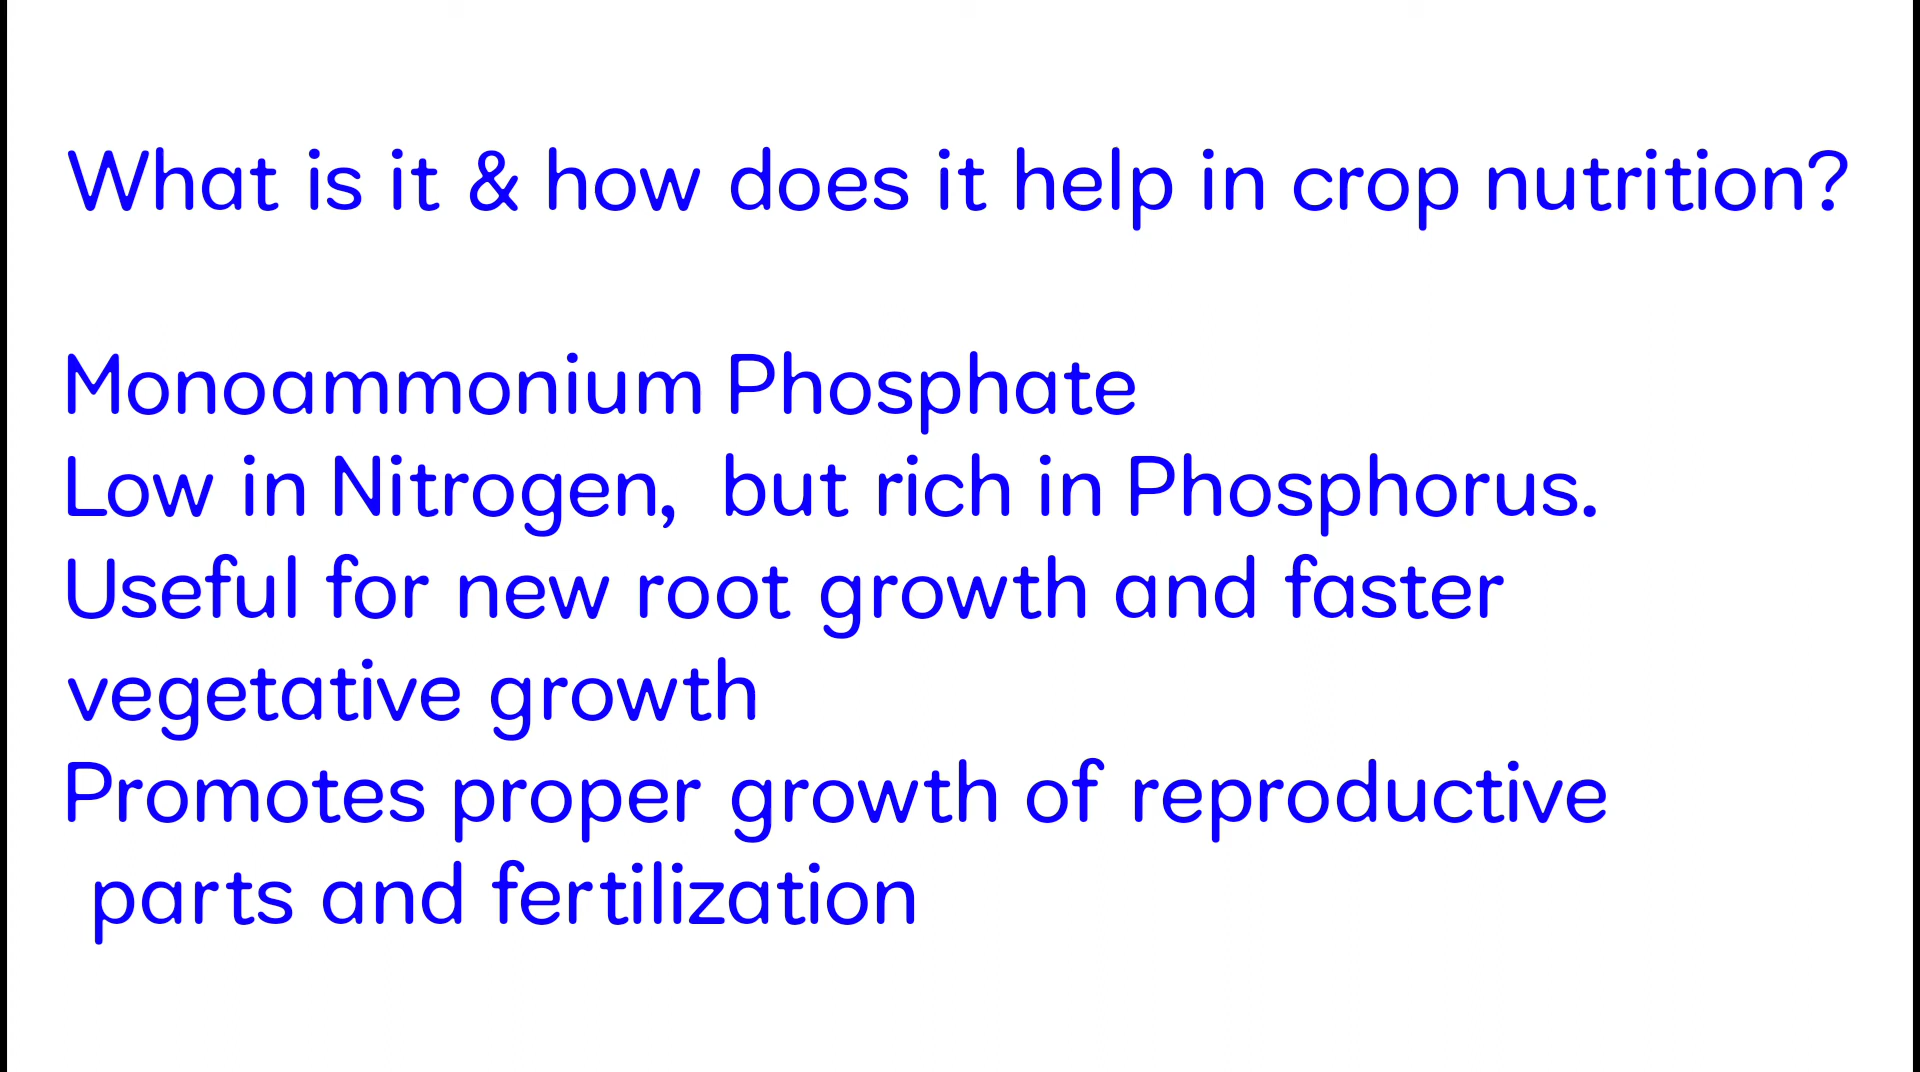 What is it & how does it help in crop nutrition?
Monoammonium Phosphate
Low in Nitrogen, but rich in Phosphorus.
Useful for new root growth and faster
vegetative growth
Promotes proper growth of reproductive
parts and fertilization